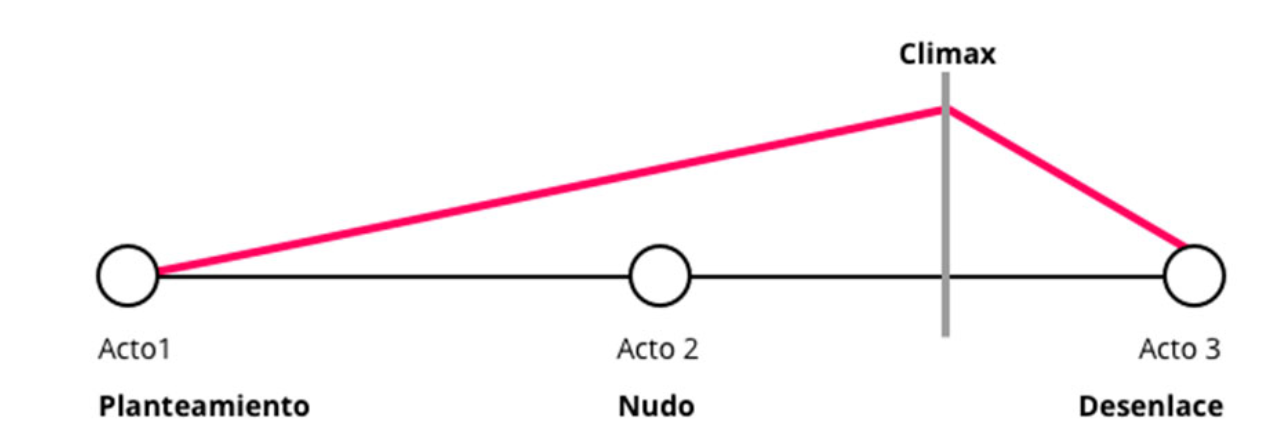 Climax
Acto1
Acto 2
Acto 3
Planteamiento
Nudo
Desenlace